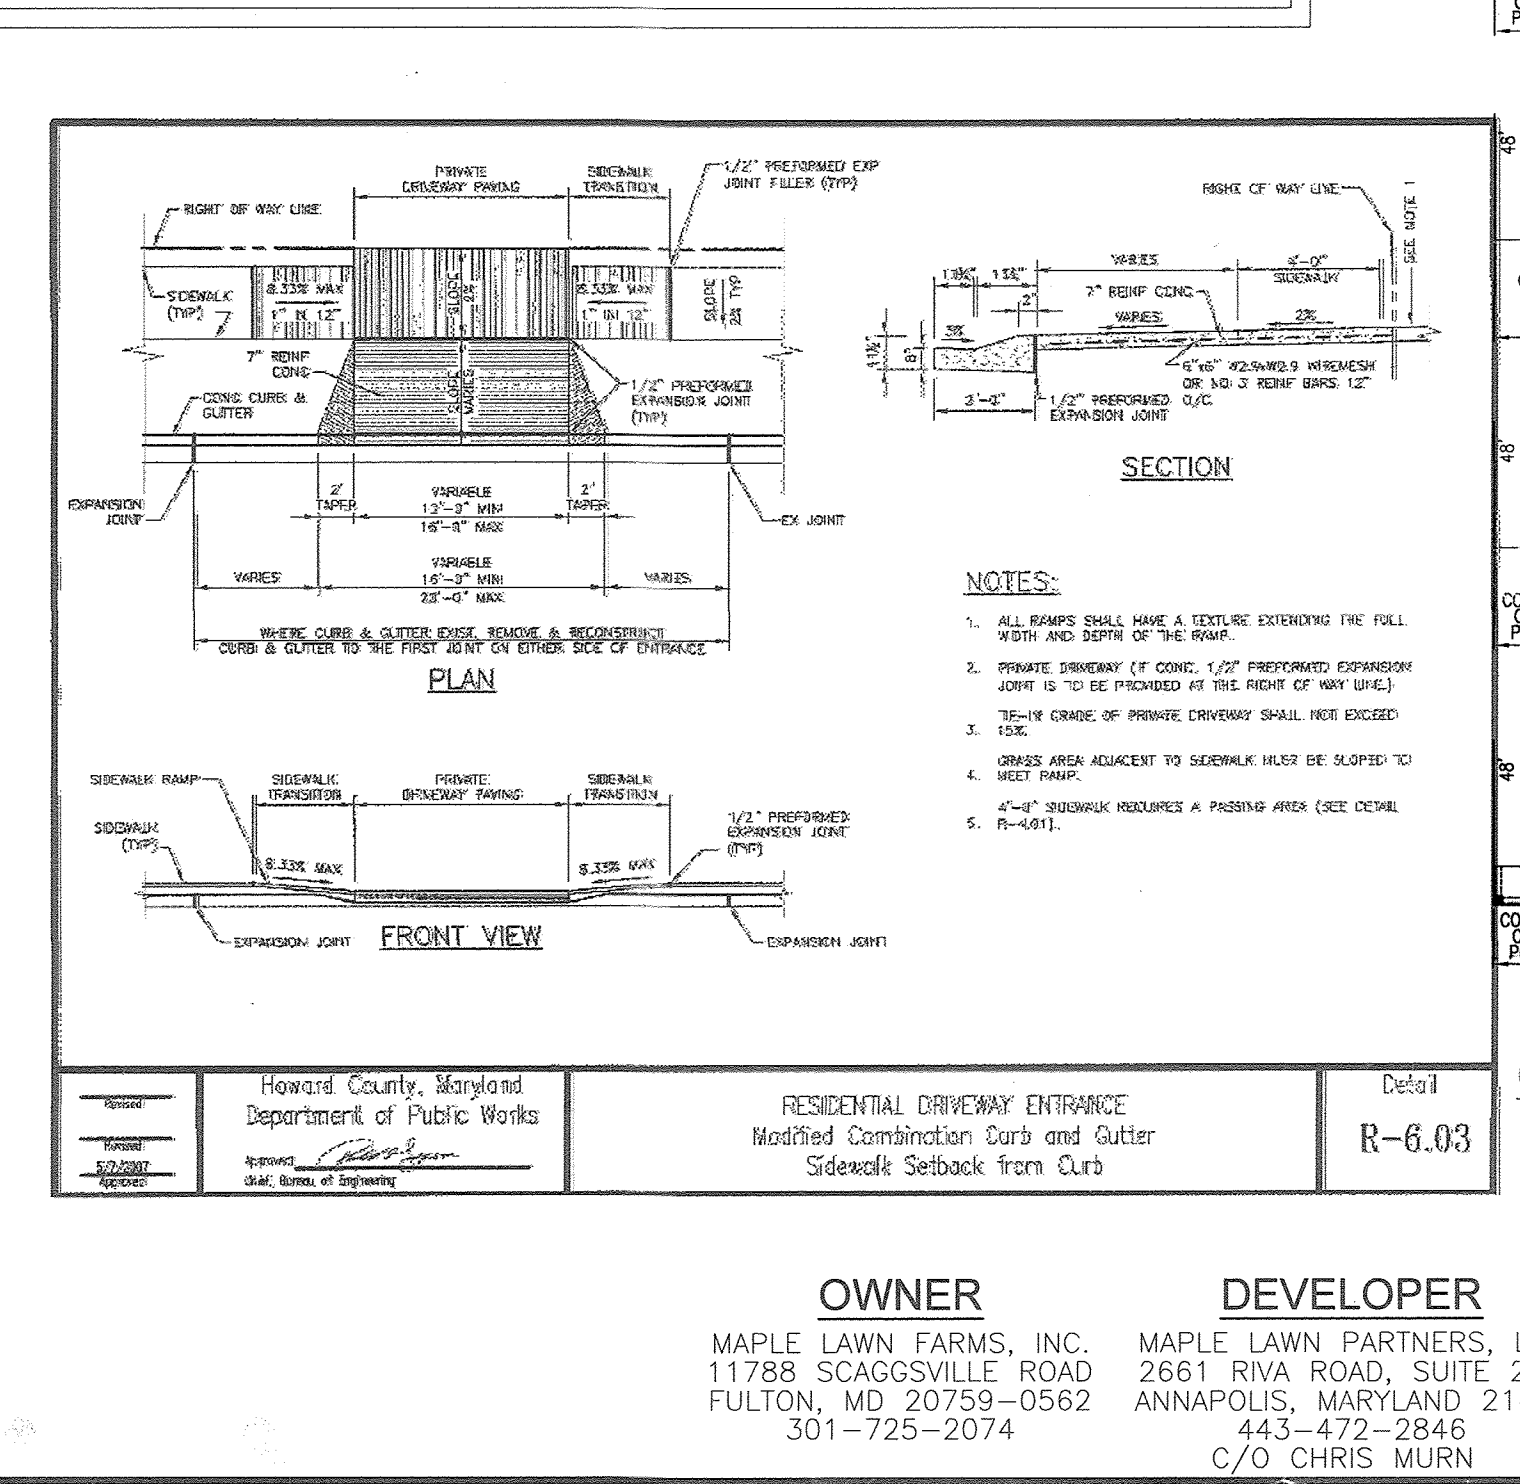 PRIVATE
DRIVEWAY PAVING
SIDEWALK
TRANSITION
1/2" PREFORMED EXP
JOINT FILLER (TYP)
RIGHT OF WAY LINE
SIDEWALK
(TYP)
8.33% MAX
1" IN 12"
SLOPE
2%
8.33% MAX
1" IN 12"
SLOPE
2% TYP
7" REINF
CONC
SLOPE
VARIES
1/2" PREFORMED
EXPANSION JOINT
(TYP)
CONC CURB &
GUTTER
EXPANSION
JOINT
2'
TAPER
VARIABLE
MIN
MAX
2'
TAPER
EX JOINT
VARIES
VARIABLE
MIN
MAX
VARIES
WHERE CURB & GUTTER EXIST, REMOVE & RECONSTRUCT
CURB & GUTTER TO THE FIRST JOINT ON EITHER SIDE OF ENTRANCE
PLAN
RIGHT OF WAY LINE
SEE NOTE 1
VARIES
4'-0"
SIDEWALK
2"
7" REINF CONC
VARIES
2%
8"
6"x6" W2.9xW2.9 WIREMESH
OR NO. 3 REINF BARS 12"
O/C
1/2" PREFORMED
EXPANSION JOINT
SECTION
NOTES:
1. ALL RAMPS SHALL HAVE A TEXTURE EXTENDING THE FULL
WIDTH AND DEPTH OF THE RAMP.
2. PRIVATE DRIVEWAY (IF CONC. 1/2" PREFORMED EXPANSION
JOINT IS TO BE PROVIDED AT THE RIGHT OF WAY LINE)
TIE-IN GRADE OF PRIVATE DRIVEWAY SHALL NOT EXCEED
3. 15%
GRASS AREA ADJACENT TO SIDEWALK MUST BE SLOPED TO
4. MEET RAMP.
4'-0" SIDEWALK REQUIRES A PASSING AREA (SEE DETAIL
5. R-4.01).
SIDEWALK RAMP
SIDEWALK
TRANSITION
PRIVATE
DRIVEWAY PAVING
SIDEWALK
TRANSITION
SIDEWALK
(TYP)
8.33% MAX
8.33% MAX
1/2" PREFORMED
EXPANSION JOINT
(TYP)
EXPANSION JOINT
FRONT VIEW
EXPANSION JOINT
Revised
Revised
Approved
Howard County, Maryland
Department of Public Works
Approved:
Chief, Bureau of Engineering
RESIDENTIAL DRIVEWAY ENTRANCE
Modified Combination Curb and Gutter
Sidewalk Setback from Curb
Detail
R-6.03
48'
48'
48'
OWNER
MAPLE LAWN FARMS, INC.
11788 SCAGGSVILLE ROAD
FULTON, MD 20759-0562
301-725-2074
DEVELOPER
MAPLE LAWN PARTNERS,
2661 RIVA ROAD, SUITE
ANNAPOLIS, MARYLAND
443-472-2846
C/O CHRIS MURN